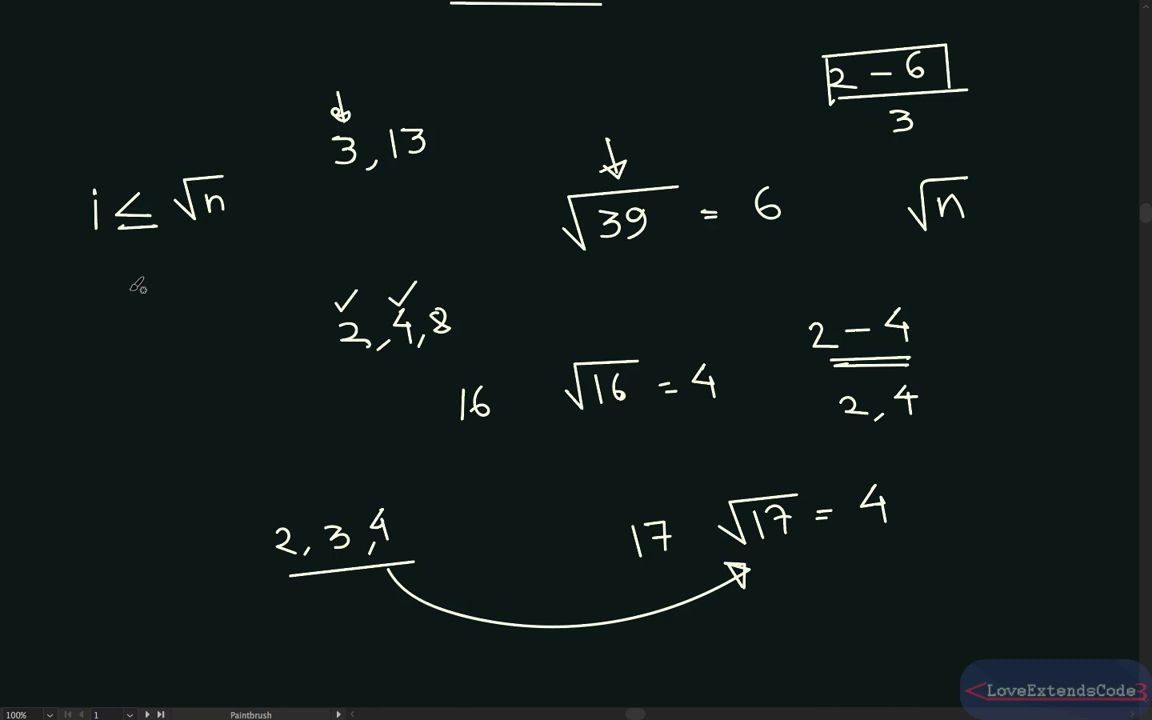 2 - 6
3
3, 13
i ≤ √n
√39 = 6
√n
2, 4, 8
2 - 4
16
√16 = 4
2, 4
2, 3, 4
17
√17 = 4
<LoveExtendsCode3
100%
1
Paintbrush